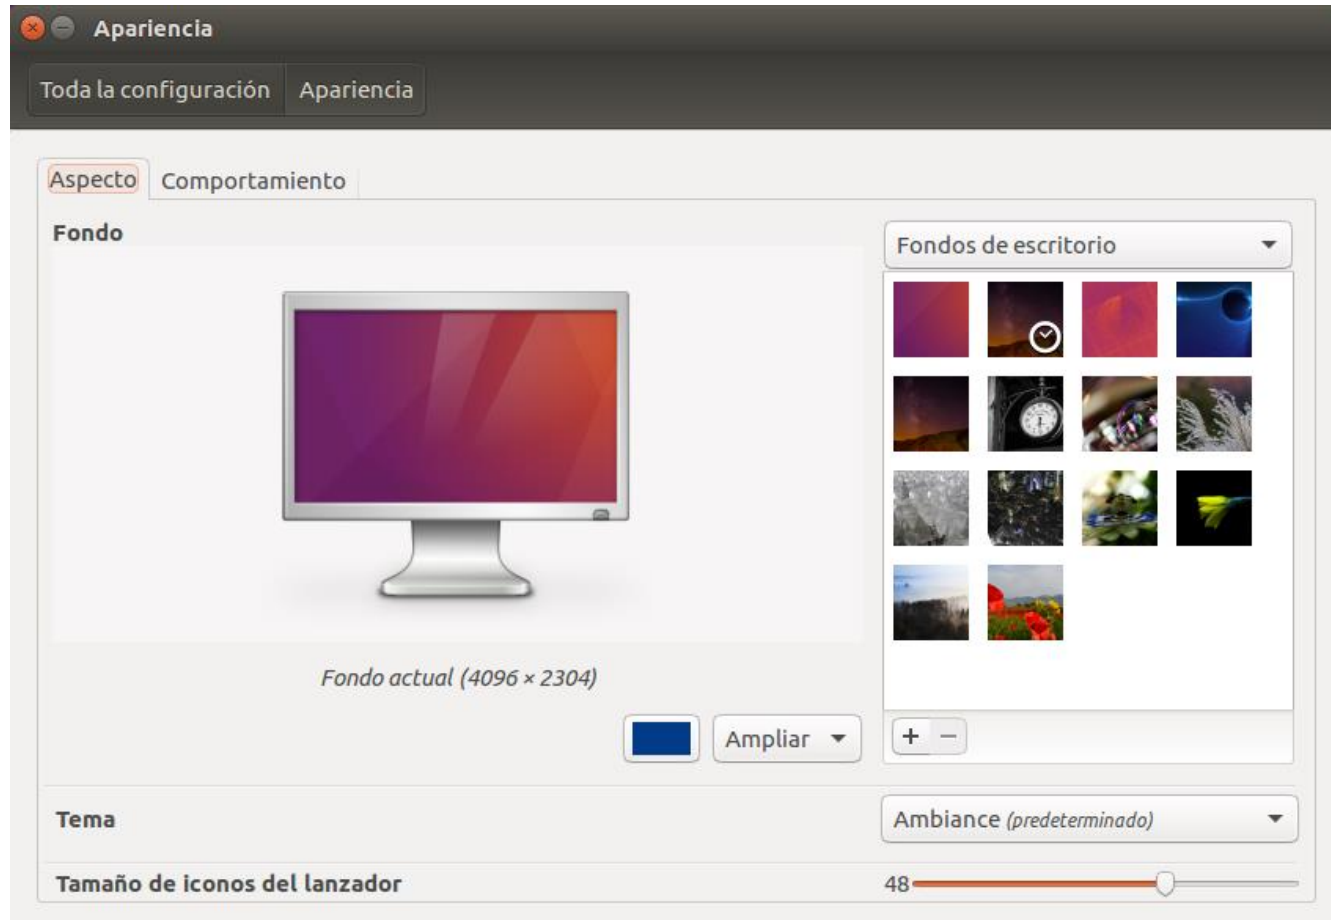 Apariencia
Toda la configuración Apariencia
Aspecto Comportamiento
Fondo
Fondos de escritorio
Fondo actual (4096 × 2304)
Ampliar
Tema
Ambiance (predeterminado)
Tamaño de iconos del lanzador
48